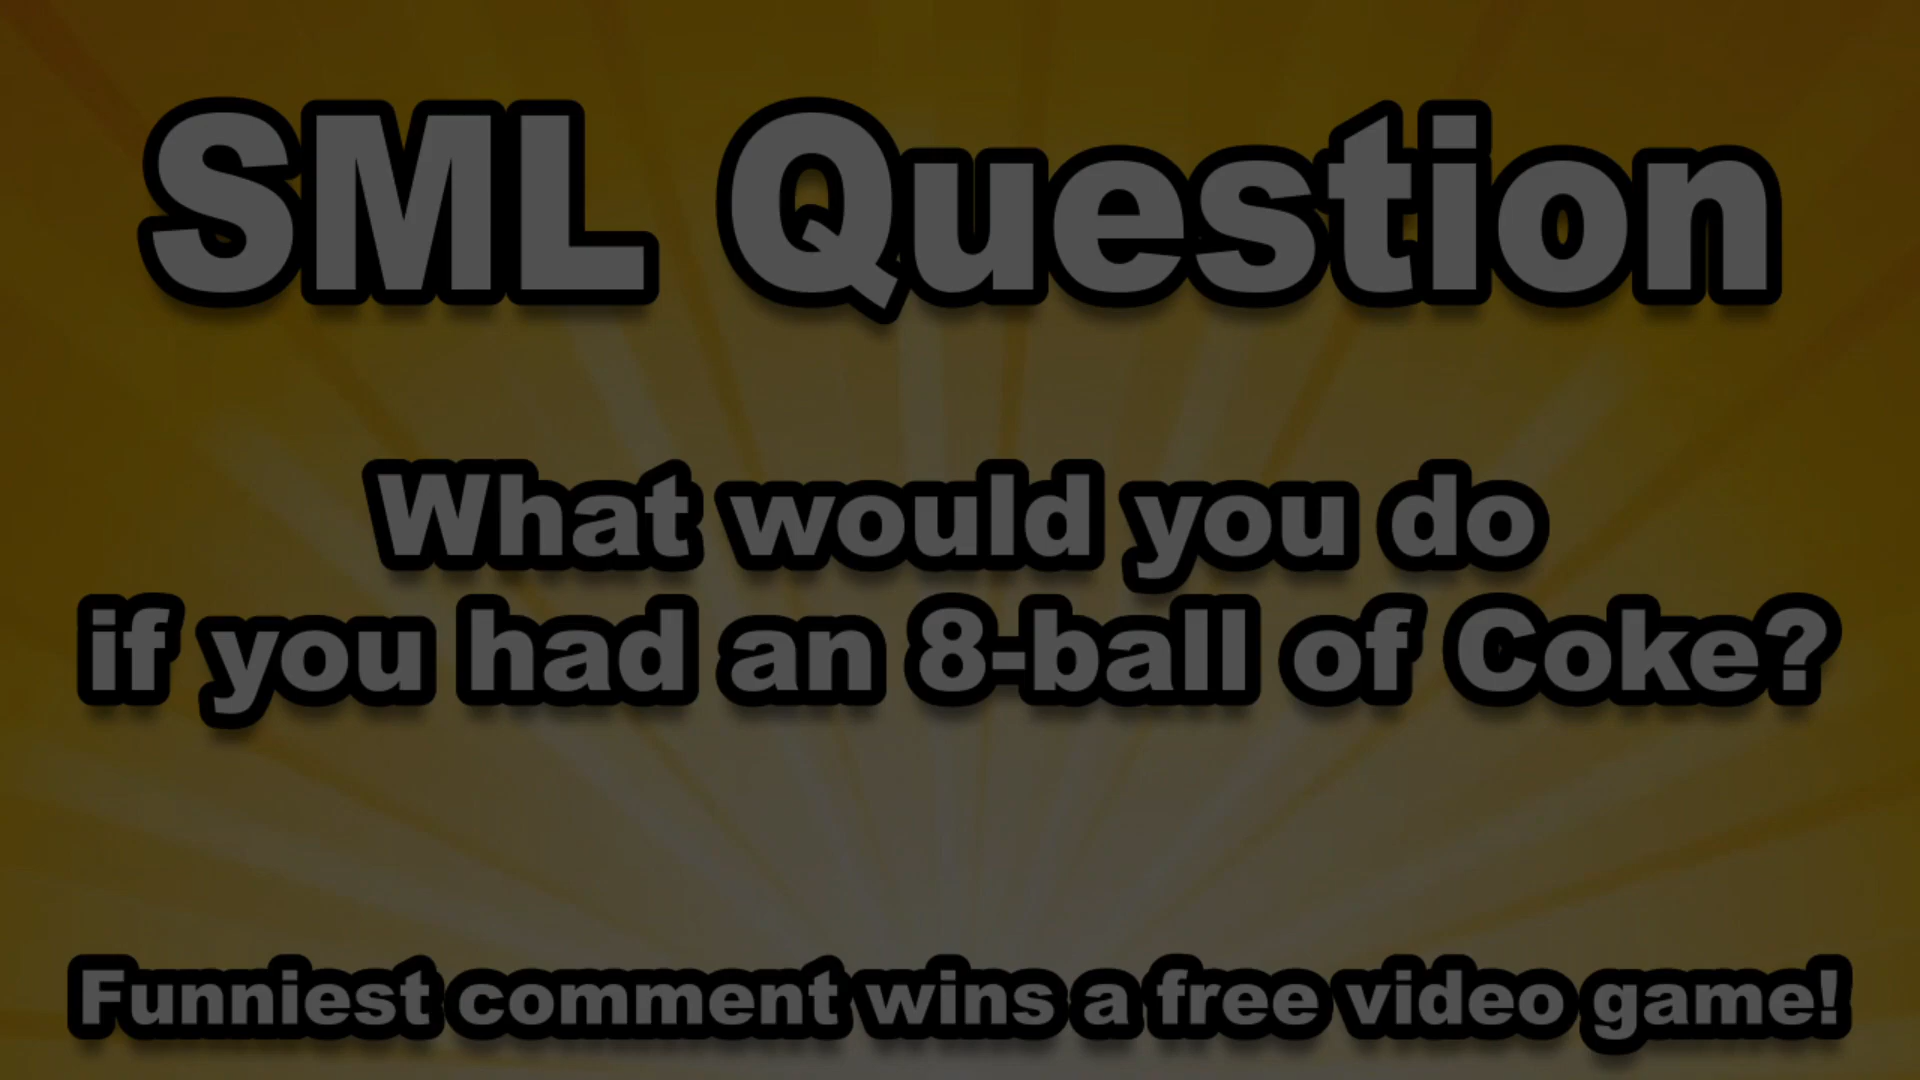 SML Question
What would you do
if you had an 8-ball of Coke?
Funniest comment wins a free video game!